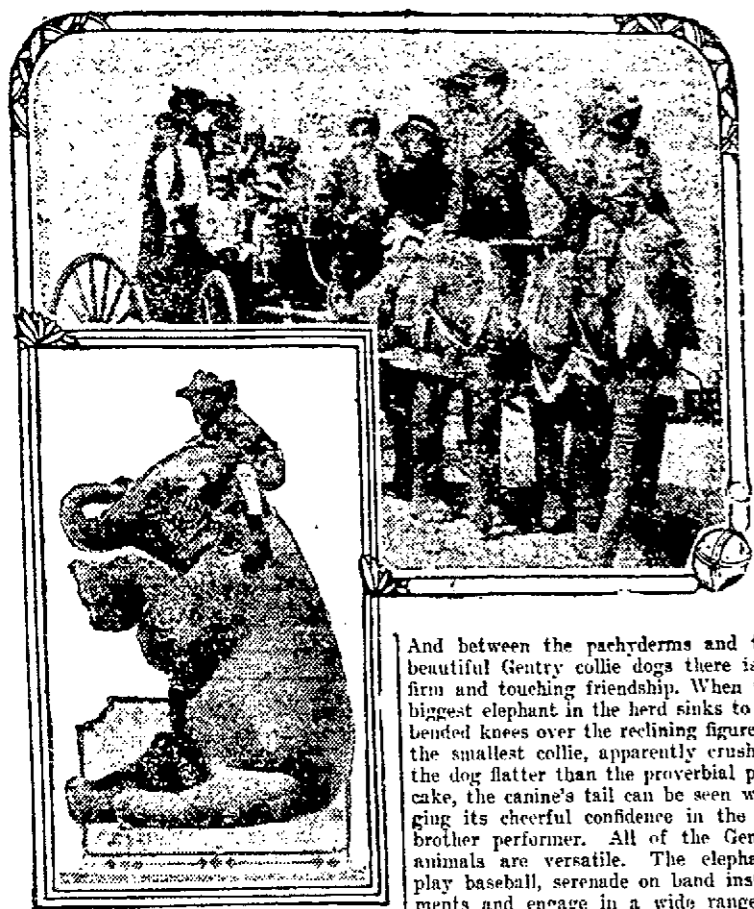 And between the pachyderms and t
beautiful Gentry collie dogs there is
firm and touching friendship. When
biggest elephant in the herd sinks to
bended knees over the reclining figure
the smallest collie, apparently crush
the dog flatter than the proverbial p
cake, the canine's tail can be seen w
ging its cheerful confidence in the
brother performer. All of the Gen
animals are versatile. The elepha
play baseball, serenade on band inst
ments and engage in a wide range